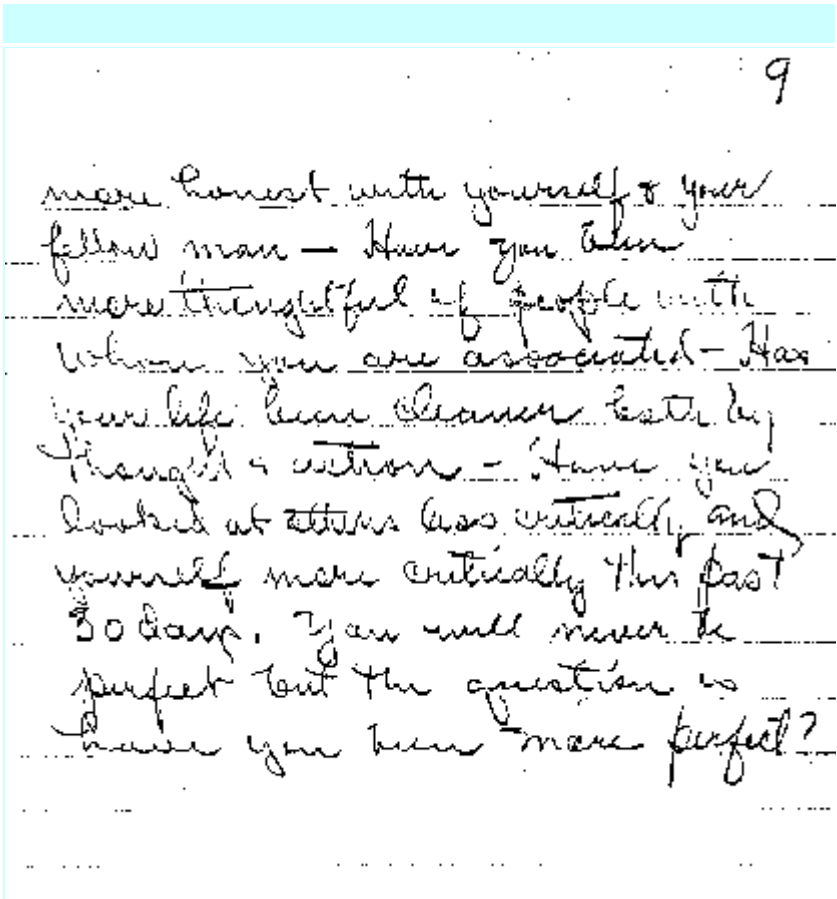 9
more honest with yourself & your
fellow man — Have you been
more thoughtful of people with
whom you are associated — Has
your life been cleaner both by
thought & action — Have you
looked at others less critically and
yourself more critically this past
30 days. You will never be
perfect but the question is
have you been more perfect?